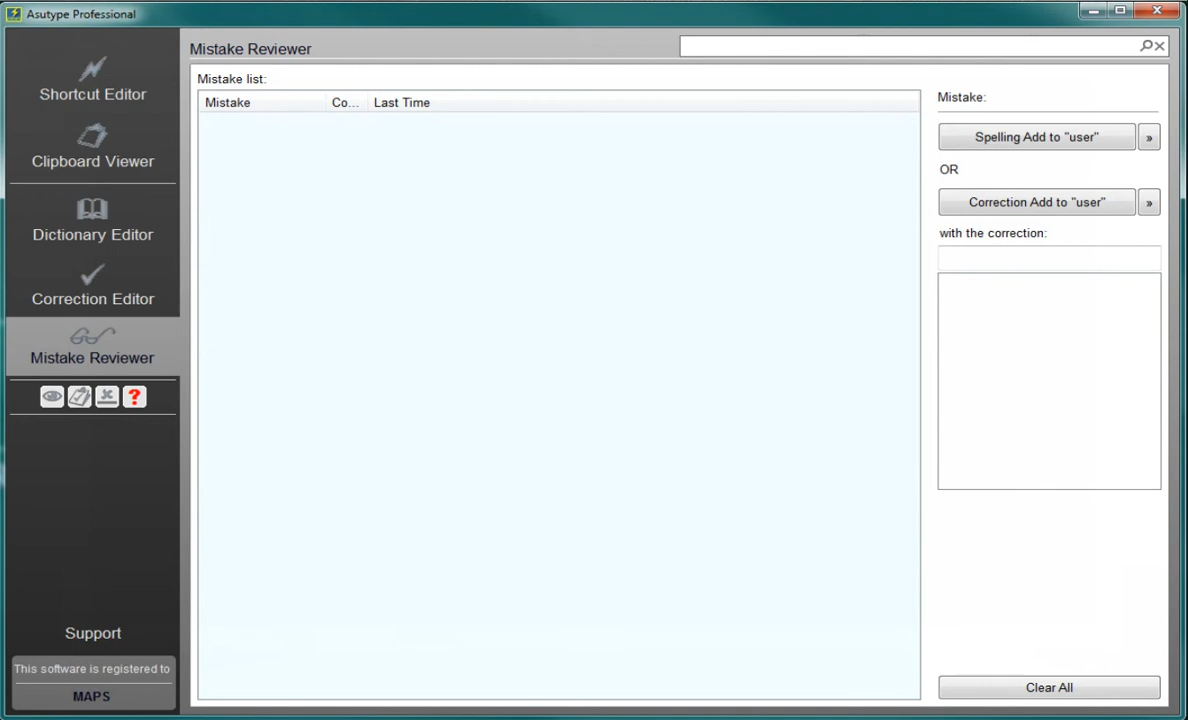 Asutype Professional
Shortcut Editor
Clipboard Viewer
Dictionary Editor
Correction Editor
Mistake Reviewer
?
Support
This software is registered to
MAPS
Mistake Reviewer
Mistake list:
Mistake Co... Last Time
Mistake:
Spelling Add to "user" »
OR
Correction Add to "user" »
with the correction:
Clear All